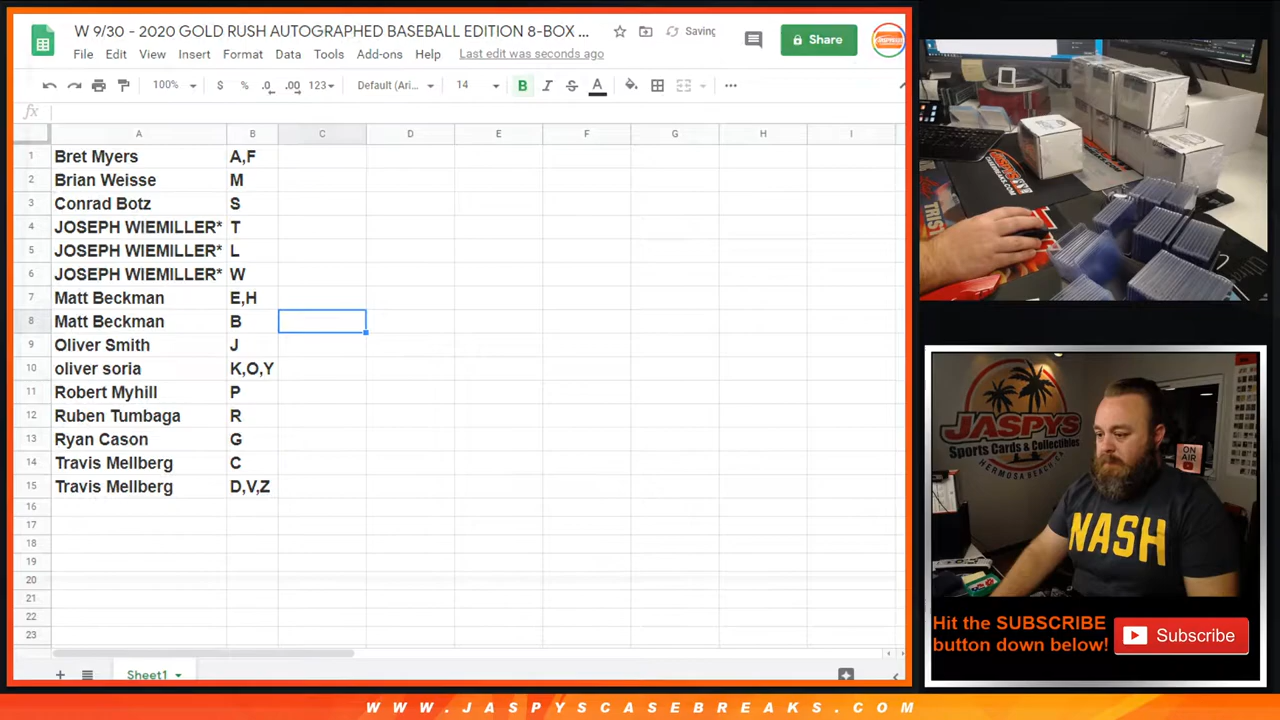 W 9/30 - 2020 GOLD RUSH AUTOGRAPHED BASEBALL EDITION 8-BOX ...
Saving
Share
File Edit View Insert Format Data Tools Add-ons Help Last edit was seconds ago
100% $ % .0 .00 123 Default (Ari... 14 B I S A
fx
A B C D E F G H I
1 Bret Myers A,F
2 Brian Weisse M
3 Conrad Botz S
4 JOSEPH WIEMILLER* T
5 JOSEPH WIEMILLER* L
6 JOSEPH WIEMILLER* W
7 Matt Beckman E,H
8 Matt Beckman B
9 Oliver Smith J
10 oliver soria K,O,Y
11 Robert Myhill P
12 Ruben Tumbaga R
13 Ryan Cason G
14 Travis Mellberg C
15 Travis Mellberg D,V,Z
16
17
18
19
20
21
22
23
Sheet1
JASPYS
Sports Cards & Collectibles
HERMOSA BEACH, CA
ON AIR
NASH
Hit the SUBSCRIBE
button down below!
Subscribe
WWW.JASPYSCASEBREAKS.COM